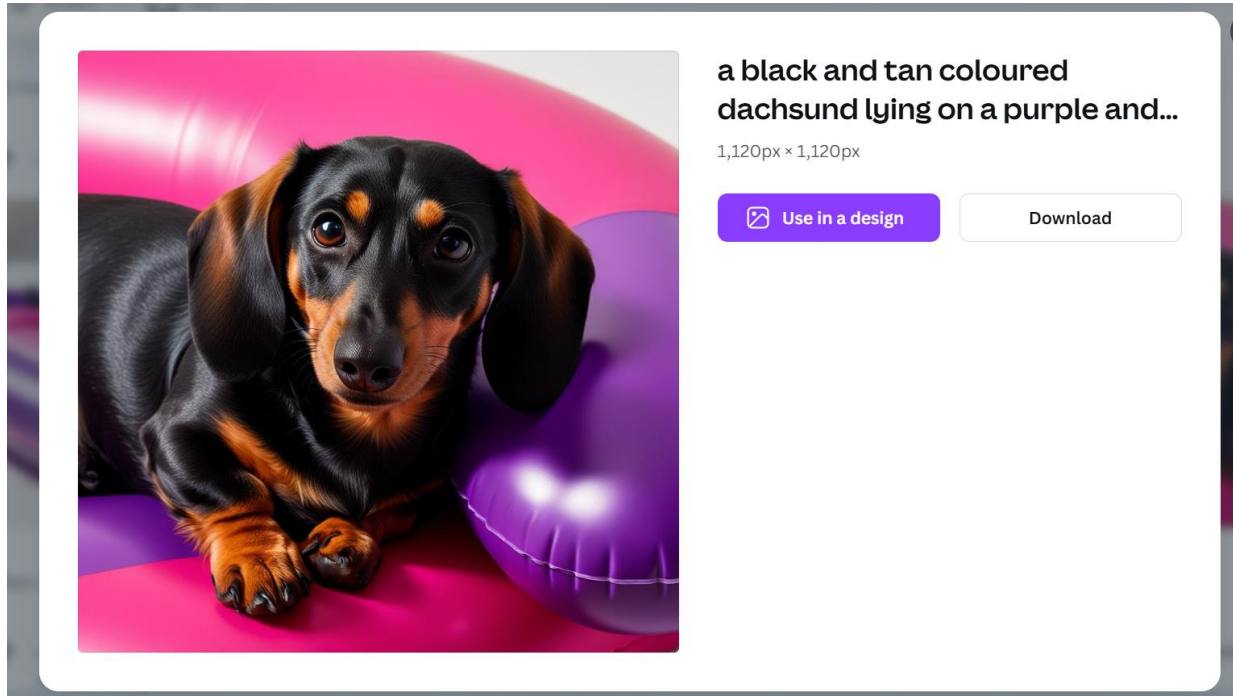 a black and tan coloured
dachsund lying on a purple and...
1,120px × 1,120px
Use in a design
Download